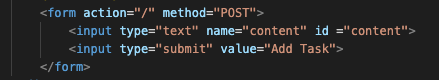 <form action="/" method="POST">
<input type="text" name="content" id ="content">
<input type="submit" value="Add Task">
</form>